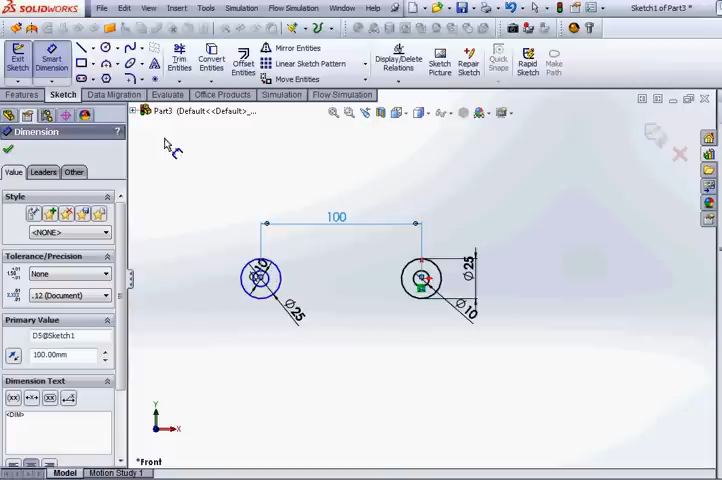 SOLIDWORKS File Edit View Insert Tools Toolbox Simulation Flow Simulation Window Help Sketch1 of Part3 *
Exit Sketch
Smart Dimension
Trim Entities
Convert Entities
Offset Entities
Mirror Entities
Linear Sketch Pattern
Move Entities
Display/Delete Relations
Sketch Picture
Repair Sketch
Quick Snaps
Rapid Sketch
Make Path
Features Sketch Data Migration Evaluate Office Products Simulation Flow Simulation
Part3 (Default<<Default>_...
Dimension ?
Value Leaders Other
Style
<NONE>
Tolerance/Precision
None
.12 (Document)
Primary Value
D5@Sketch1
100.00mm
Dimension Text
<DIM>
100
Ø10
Ø25
Ø25
Ø10
Y
X
*Front
Model Motion Study 1